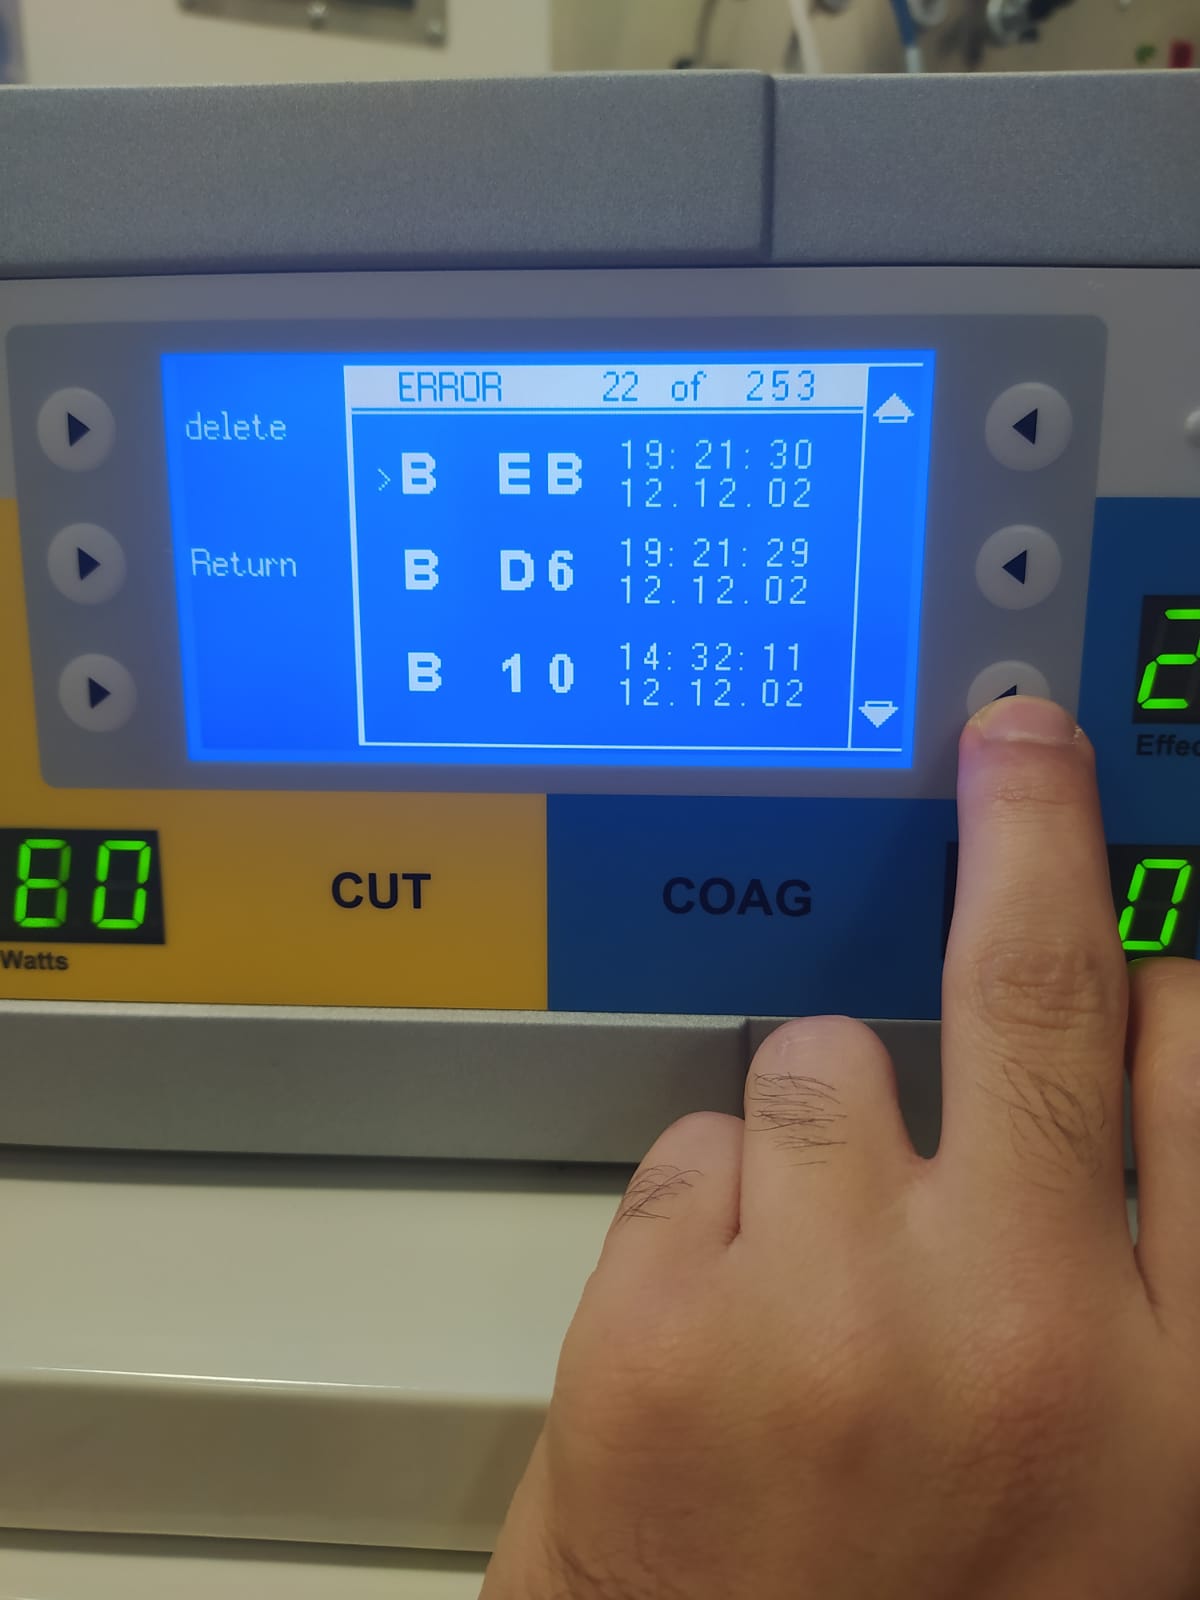 ERROR 22 of 253
delete
>B EB 19:21:30
12.12.02
Return
B D6 19:21:29
12.12.02
B 10 14:32:11
12.12.02
80
Watts
CUT
COAG
0